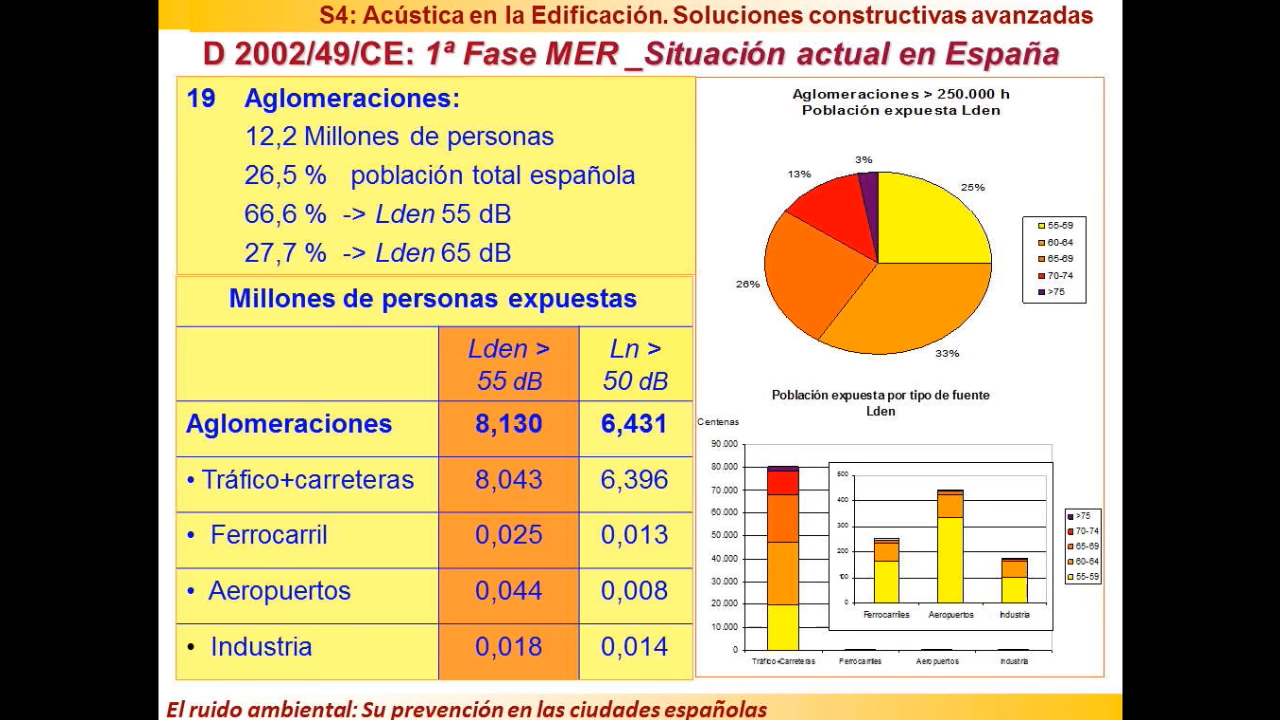 S4: Acústica en la Edificación. Soluciones constructivas avanzadas
D 2002/49/CE: 1ª Fase MER _Situación actual en España
19 Aglomeraciones:
12,2 Millones de personas
26,5 % población total española
66,6 % -> Lden 55 dB
27,7 % -> Lden 65 dB
Millones de personas expuestas
Lden > 55 dB
Ln > 50 dB
Aglomeraciones 8,130 6,431
• Tráfico+carreteras 8,043 6,396
• Ferrocarril 0,025 0,013
• Aeropuertos 0,044 0,008
• Industria 0,018 0,014
Aglomeraciones > 250.000 h
Población expuesta Lden
3%
13%
25%
26%
33%
55-59
60-64
65-69
70-74
>75
Población expuesta por tipo de fuente
Lden
Centenas
90.000
80.000
70.000
60.000
50.000
40.000
30.000
20.000
10.000
0
500
400
300
200
100
0
Ferrocarriles Aeropuertos Industria
Tráfico+Carreteras Ferrocarriles Aeropuertos Industria
>75
70-74
65-69
60-64
55-59
El ruido ambiental: Su prevención en las ciudades españolas